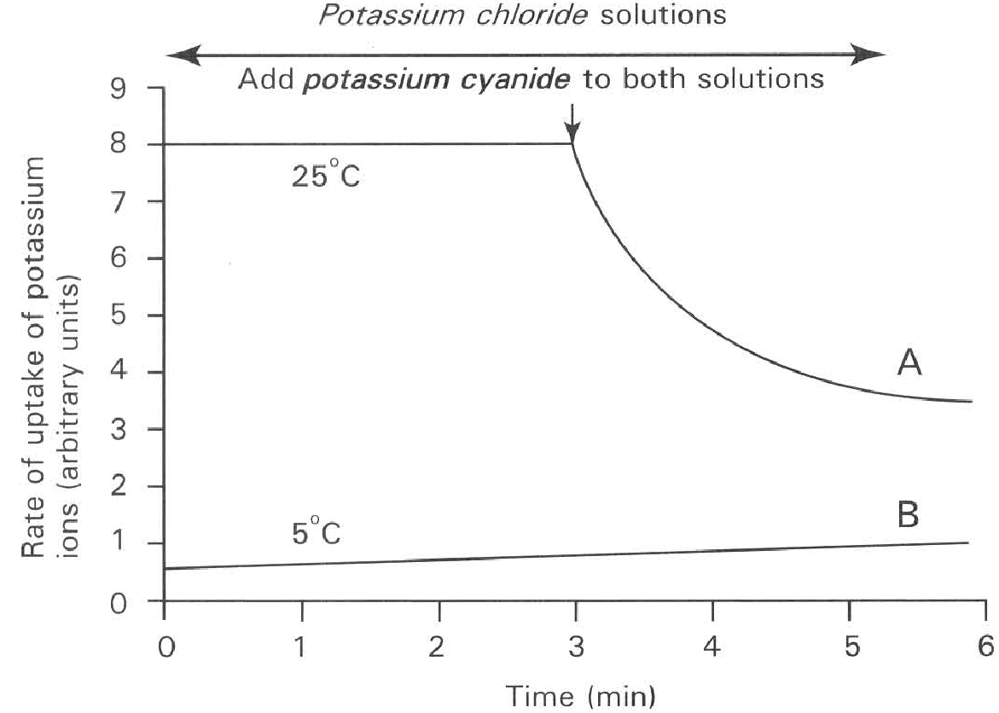 Potassium chloride solutions
Add potassium cyanide to both solutions
9
8
7
6
5
4
3
2
1
0
Rate of uptake of potassium
ions (arbitrary units)
25°C
A
5°C
B
0
1
2
3
4
5
6
Time (min)